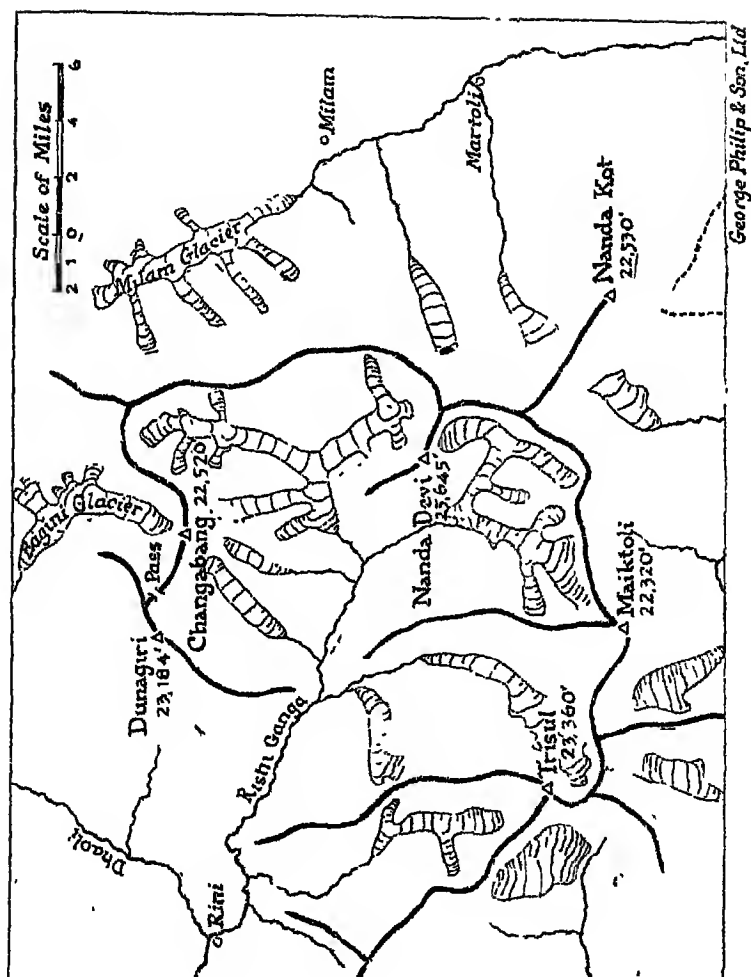 Scale of Miles
2 1 0 2 4 6
Milam
Milam Glacier
Martoli
Nanda Kot
22,530'
Bagini Glacier
Pass
Changabang 22,520'
Dunagiri
23,184'
Nanda Devi
25,645'
Maiktoli
22,320'
Trisul
23,360'
Rishi Ganga
Dhaoli
Rini
George Philip & Son, Ltd